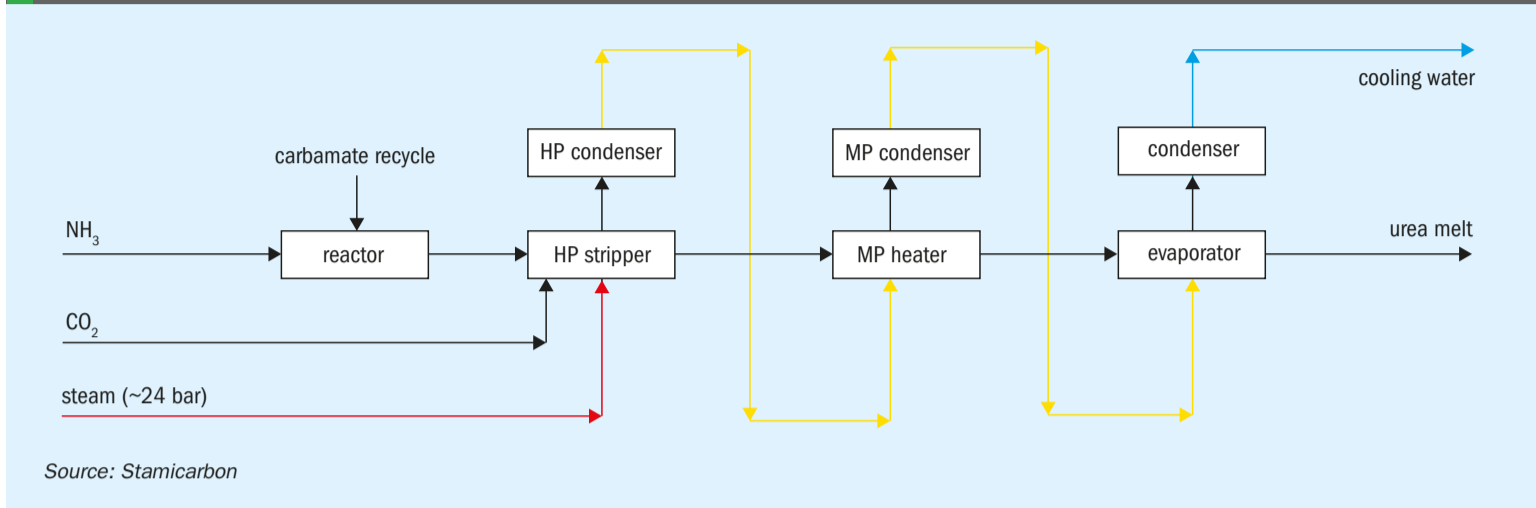 cooling water
carbamate recycle
HP condenser
MP condenser
condenser
NH₃
reactor
HP stripper
MP heater
evaporator
urea melt
CO₂
steam (~24 bar)
Source: Stamicarbon